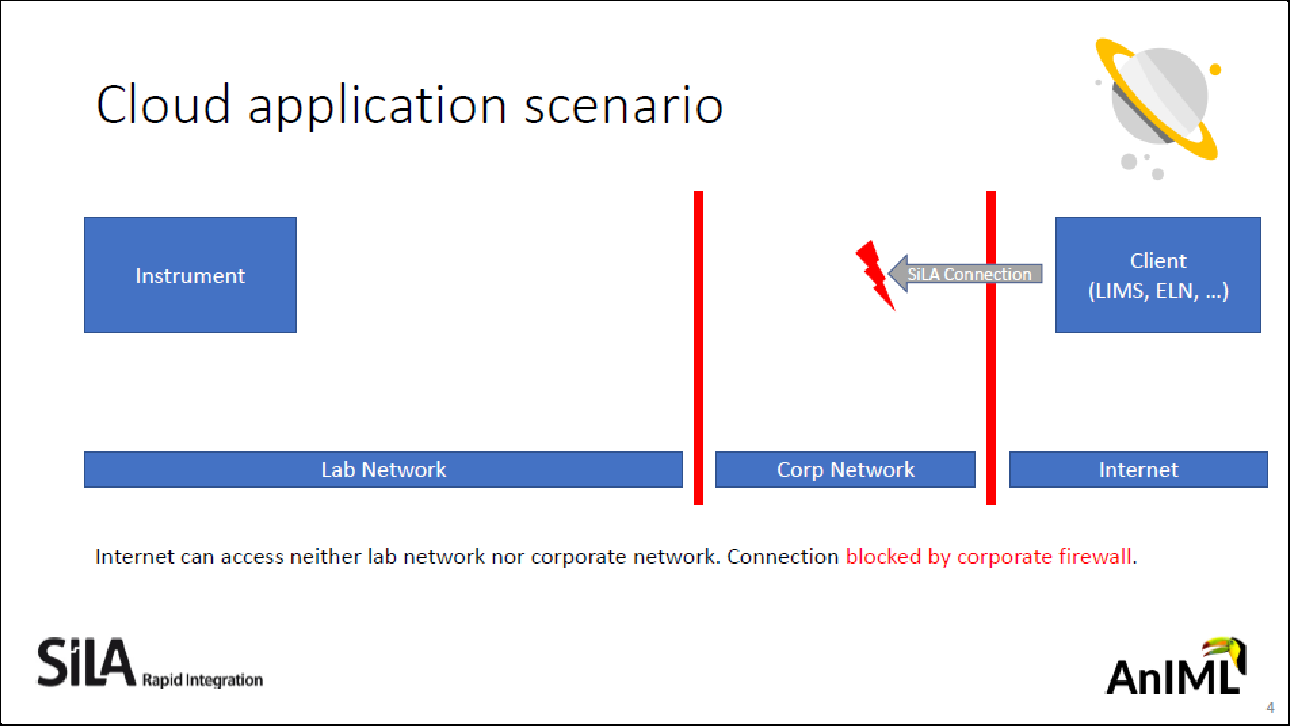 Cloud application scenario
Instrument
SiLA Connection
Client
(LIMS, ELN, ...)
Lab Network
Corp Network
Internet
Internet can access neither lab network nor corporate network. Connection blocked by corporate firewall.
SiLA Rapid Integration
AnIML
4